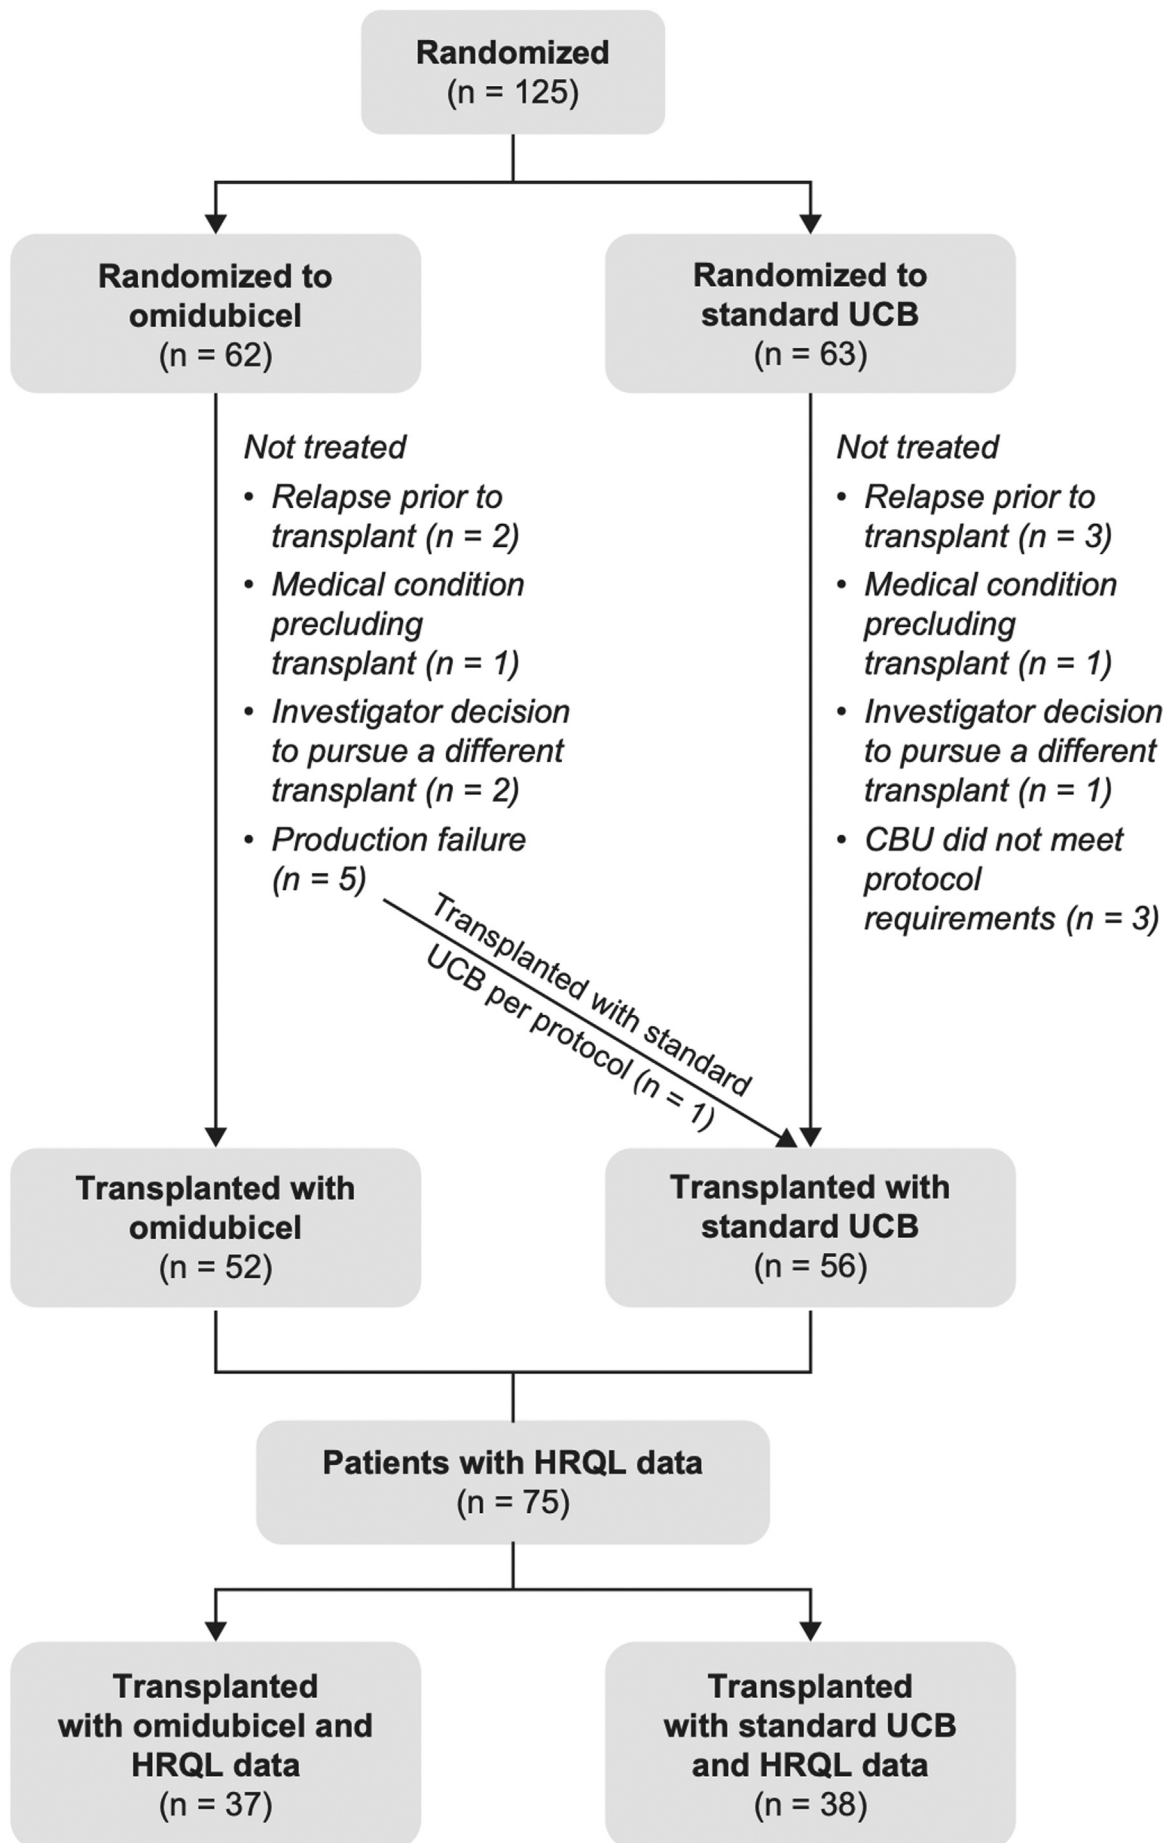 Randomized
(n = 125)
Randomized to
omidubicel
(n = 62)
Randomized to
standard UCB
(n = 63)
Not treated
• Relapse prior to
transplant (n = 2)
• Medical condition
precluding
transplant (n = 1)
• Investigator decision
to pursue a different
transplant (n = 2)
• Production failure
(n = 5)
Not treated
• Relapse prior to
transplant (n = 3)
• Medical condition
precluding
transplant (n = 1)
• Investigator decision
to pursue a different
transplant (n = 1)
• CBU did not meet
protocol
requirements (n = 3)
Transplanted with standard
UCB per protocol (n = 1)
Transplanted with
omidubicel
(n = 52)
Transplanted with
standard UCB
(n = 56)
Patients with HRQL data
(n = 75)
Transplanted
with omidubicel and
HRQL data
(n = 37)
Transplanted
with standard UCB
and HRQL data
(n = 38)